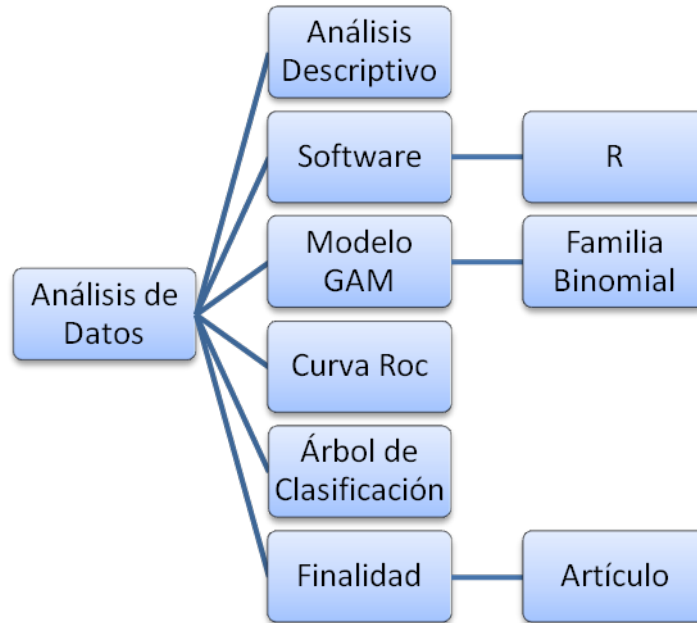 Análisis
Descriptivo
Software
R
Modelo
GAM
Familia
Binomial
Análisis de
Datos
Curva Roc
Árbol de
Clasificación
Finalidad
Artículo